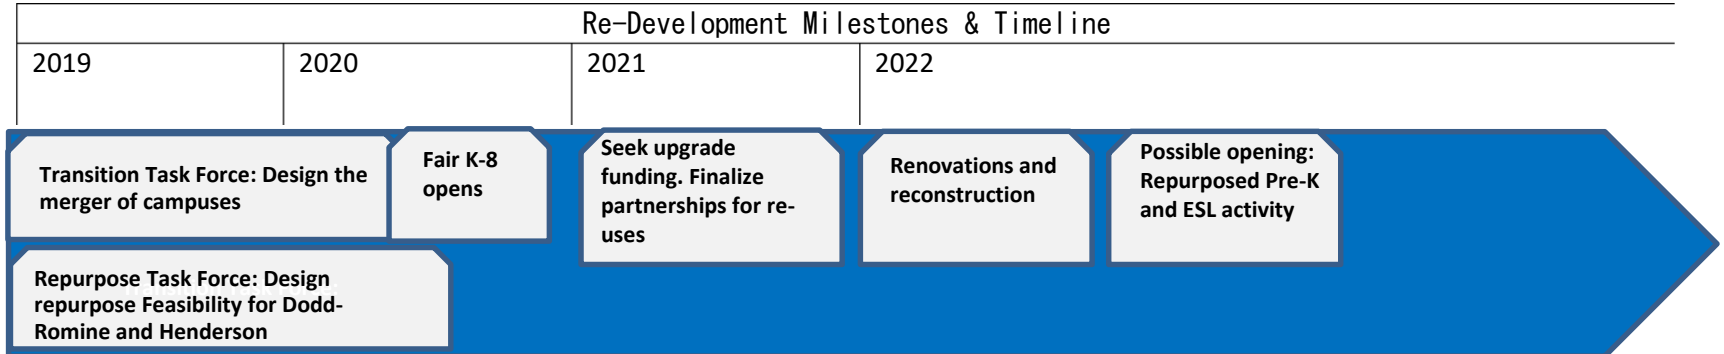 Re-Development Milestones & Timeline
2019
2020
2021
2022
Transition Task Force: Design the
merger of campuses
Fair K-8
opens
Seek upgrade
funding. Finalize
partnerships for re-
uses
Renovations and
reconstruction
Possible opening:
Repurposed Pre-K
and ESL activity
Repurpose Task Force: Design
repurpose Feasibility for Dodd-
Romine and Henderson